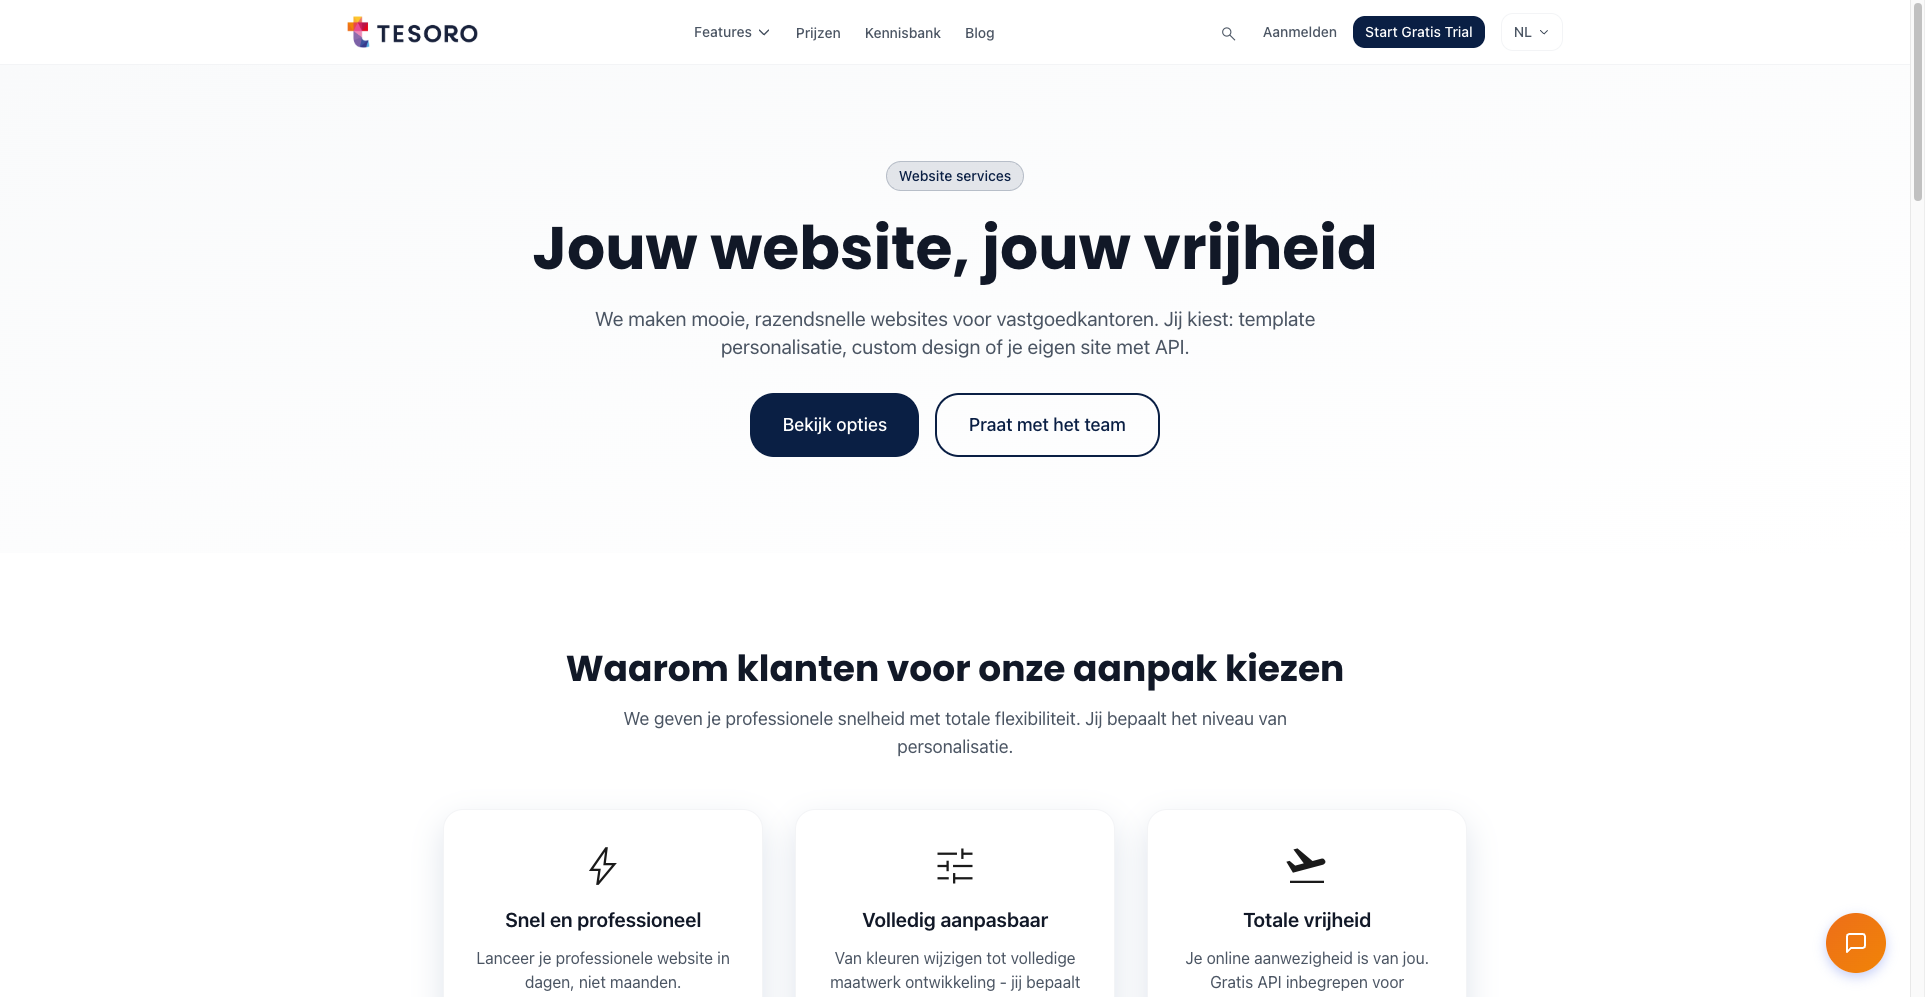 TESORO
Features
Prijzen
Kennisbank
Blog
Aanmelden
Start Gratis Trial
NL
Website services
Jouw website, jouw vrijheid
We maken mooie, razendsnelle websites voor vastgoedkantoren. Jij kiest: template
personalisatie, custom design of je eigen site met API.
Bekijk opties
Praat met het team
Waarom klanten voor onze aanpak kiezen
We geven je professionele snelheid met totale flexibiliteit. Jij bepaalt het niveau van
personalisatie.
Snel en professioneel
Lanceer je professionele website in
dagen, niet maanden.
Volledig aanpasbaar
Van kleuren wijzigen tot volledige
maatwerk ontwikkeling - jij bepaalt
Totale vrijheid
Je online aanwezigheid is van jou.
Gratis API inbegrepen voor